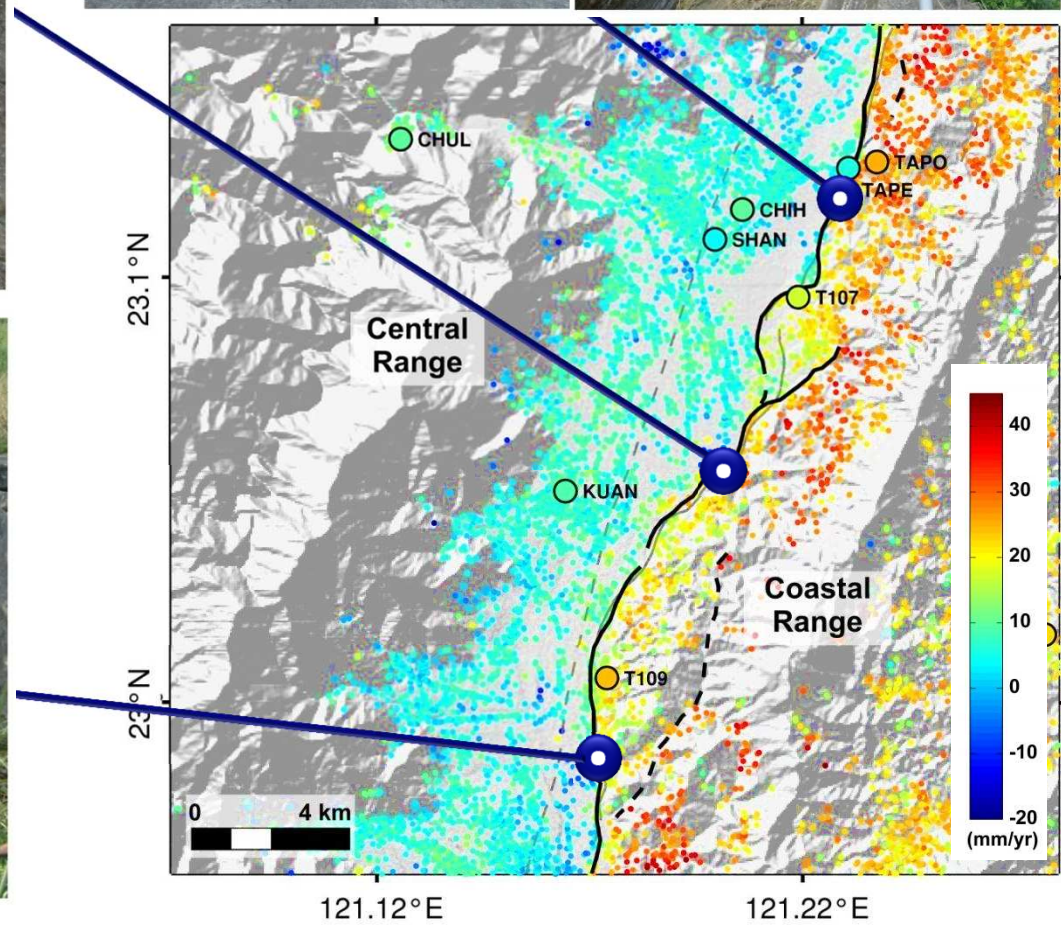 CHUL
TAPO
TAPE
CHIH
SHAN
T107
23.1°N
Central
Range
KUAN
Coastal
Range
T109
23°N
40
30
20
10
0
-10
-20
(mm/yr)
0 4 km
121.12°E
121.22°E